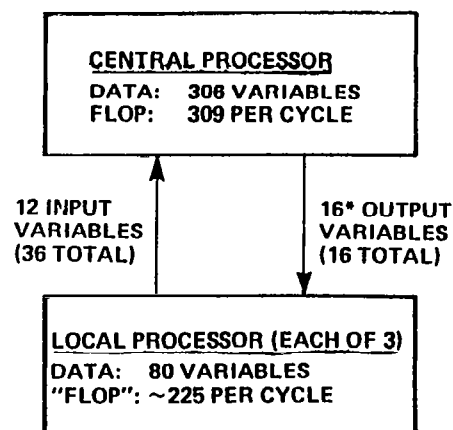 CENTRAL PROCESSOR
DATA: 306 VARIABLES
FLOP: 309 PER CYCLE
12 INPUT
VARIABLES
(36 TOTAL)
16* OUTPUT
VARIABLES
(16 TOTAL)
LOCAL PROCESSOR (EACH OF 3)
DATA: 80 VARIABLES
"FLOP": ~225 PER CYCLE